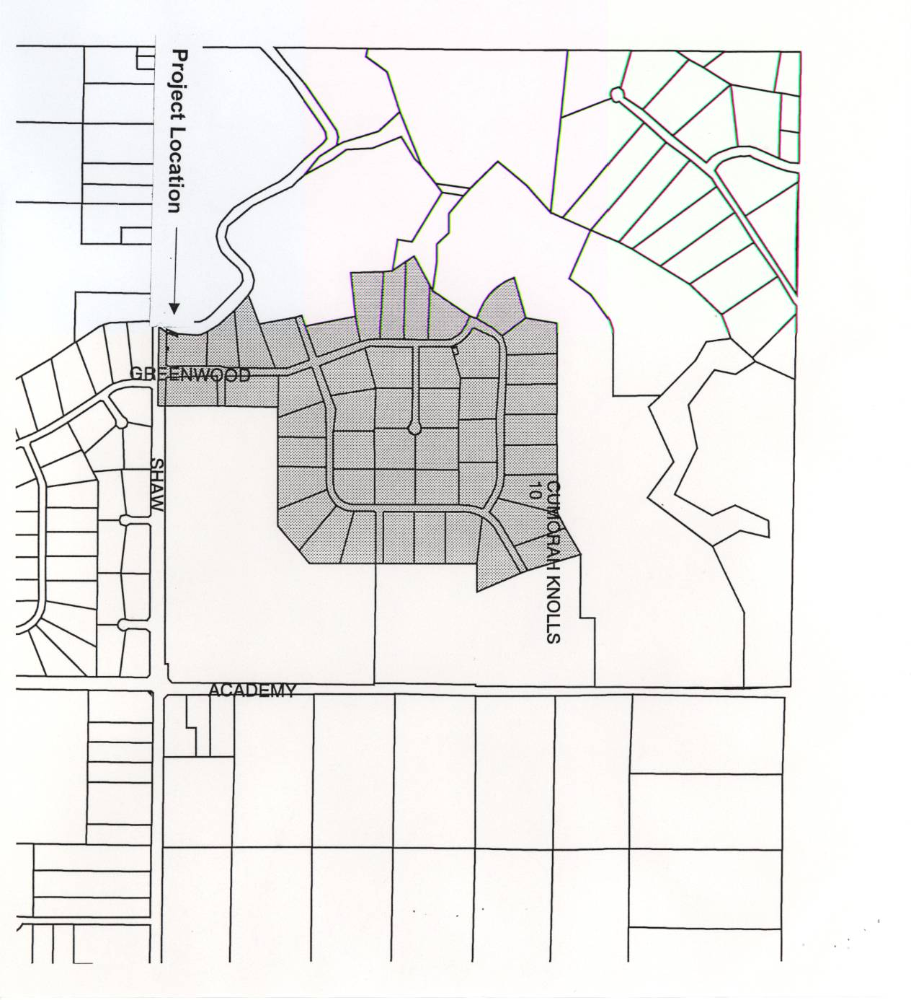 Project Location
GREENWOOD
SHAW
CUMORAH KNOLLS
10
ACADEMY